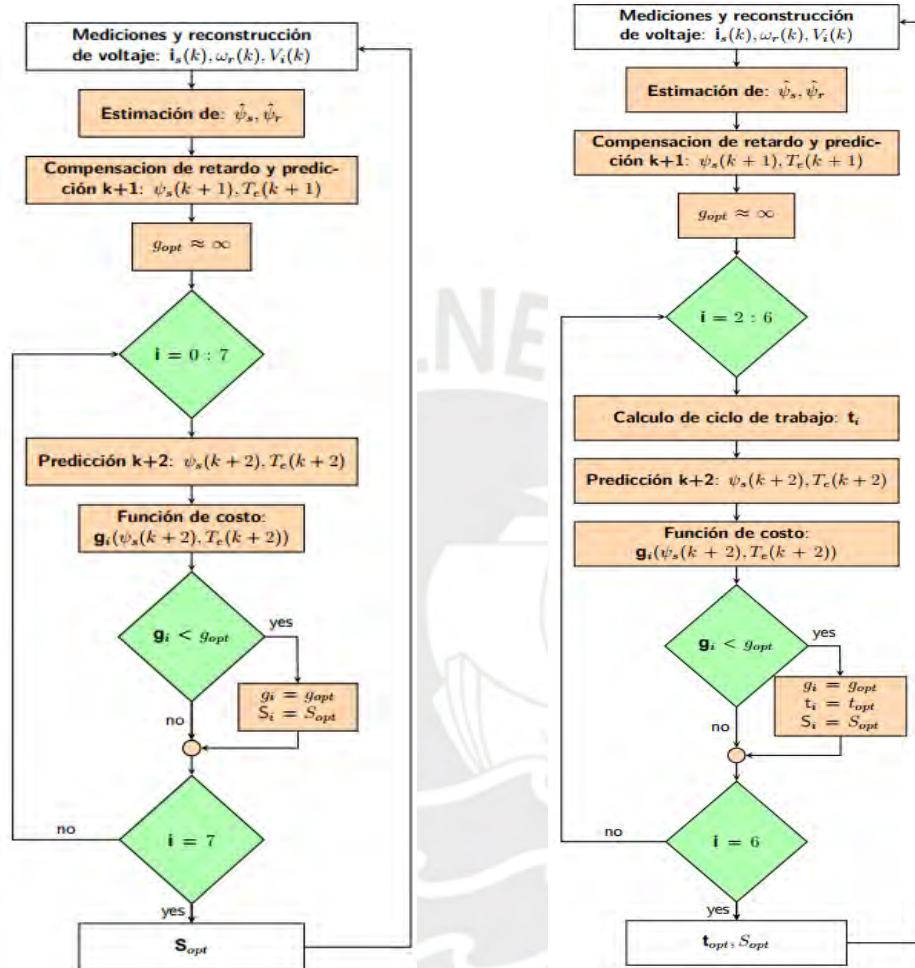 Mediciones y reconstrucción
de voltaje: i_s(k), ω_r(k), V_i(k)
Estimación de: ψ̂_s, ψ̂_r
Compensacion de retardo y predic-
ción k+1: ψ_s(k + 1), T_e(k + 1)
g_opt ≈ ∞
i = 0 : 7
Predicción k+2: ψ_s(k + 2), T_e(k + 2)
Función de costo:
g_i(ψ_s(k + 2), T_e(k + 2))
g_i < g_opt
yes
g_i = g_opt
S_i = S_opt
no
i = 7
no
yes
S_opt
Mediciones y reconstrucción
de voltaje: i_s(k), ω_r(k), V_i(k)
Estimación de: ψ̂_s, ψ̂_r
Compensacion de retardo y predic-
ción k+1: ψ_s(k + 1), T_e(k + 1)
g_opt ≈ ∞
i = 2 : 6
Calculo de ciclo de trabajo: t_i
Predicción k+2: ψ_s(k + 2), T_e(k + 2)
Función de costo:
g_i(ψ_s(k + 2), T_e(k + 2))
g_i < g_opt
yes
g_i = g_opt
t_i = t_opt
S_i = S_opt
no
i = 6
no
yes
t_opt, S_opt
.NE